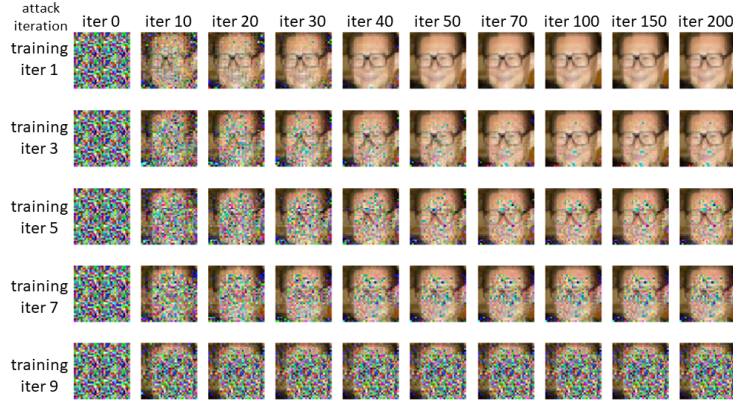 attack
iteration
iter 0 iter 10 iter 20 iter 30 iter 40 iter 50 iter 70 iter 100 iter 150 iter 200
training
iter 1
training
iter 3
training
iter 5
training
iter 7
training
iter 9